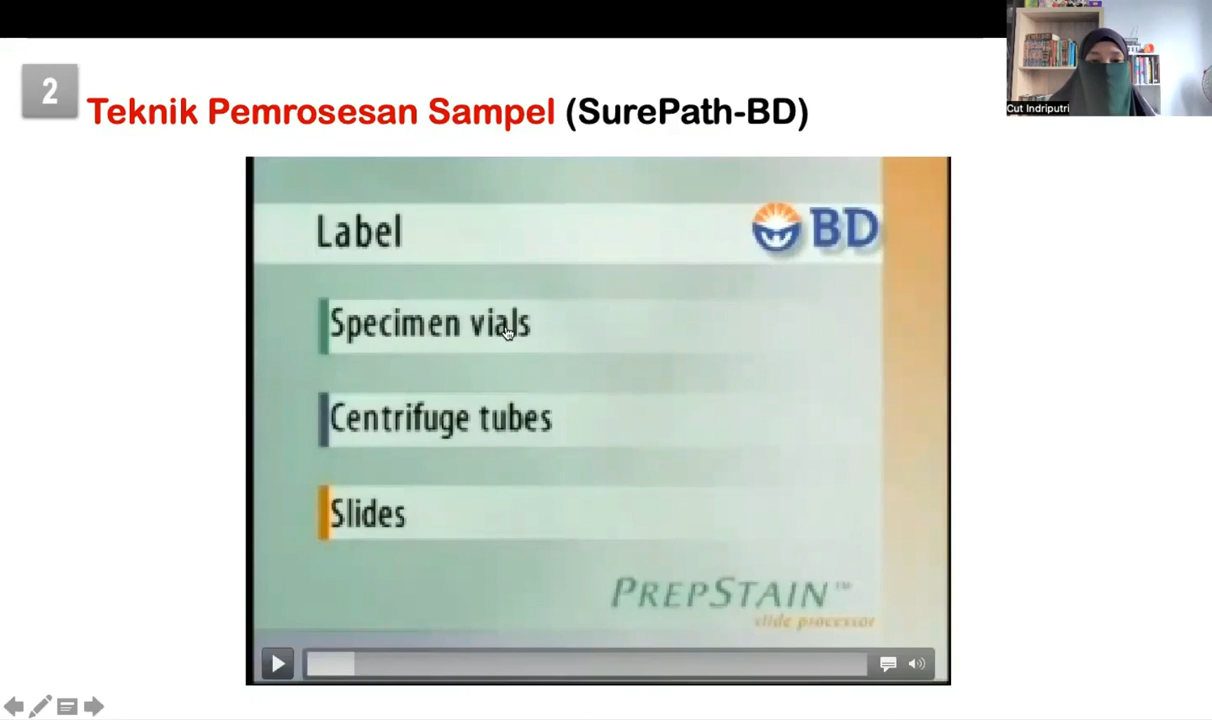 2
Teknik Pemrosesan Sampel (SurePath-BD)
Cut Indriputri
Label
BD
Specimen vials
Centrifuge tubes
Slides
PREPSTAIN™
slide processor